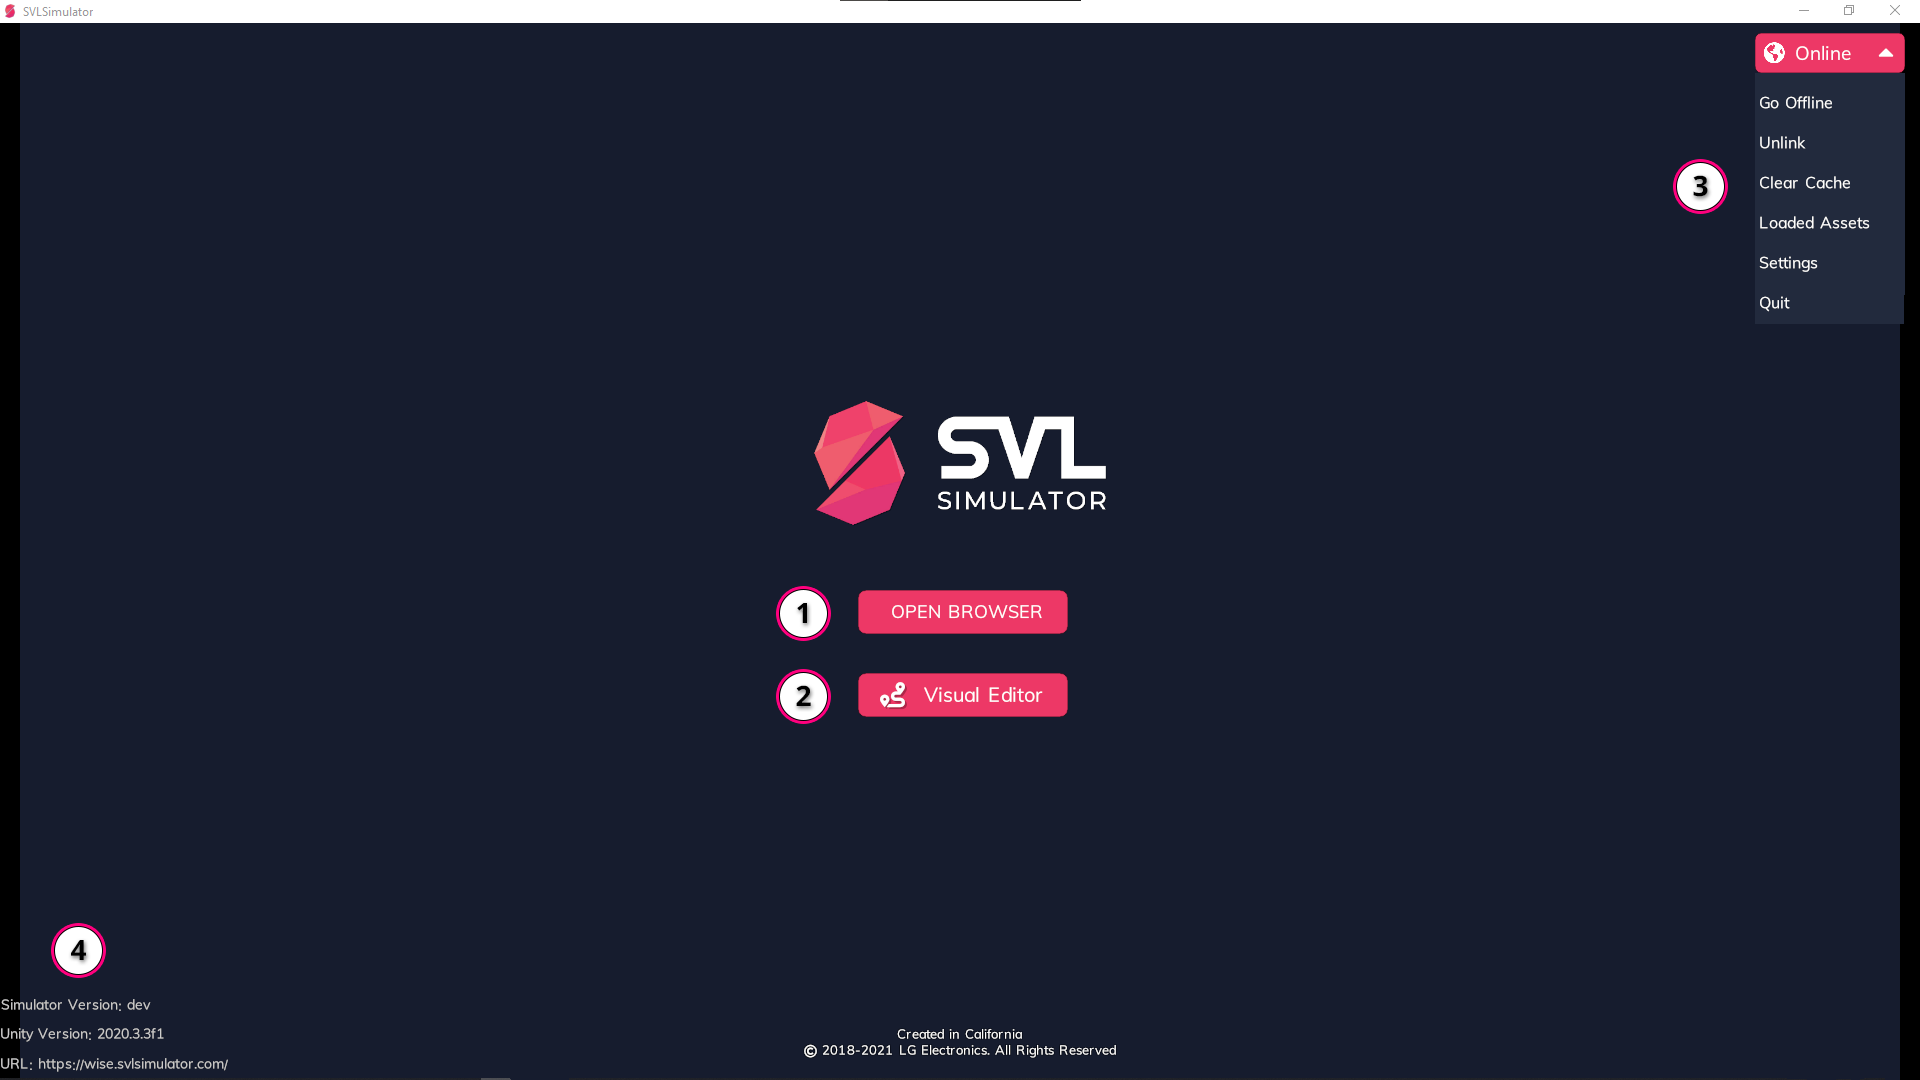 SVLSimulator
Online
Go Offline
Unlink
3
Clear Cache
Loaded Assets
Settings
Quit
SVL
SIMULATOR
1
OPEN BROWSER
2
Visual Editor
4
Simulator Version: dev
Unity Version: 2020.3.3f1
URL: https://wise.svlsimulator.com/
Created in California
© 2018-2021 LG Electronics. All Rights Reserved